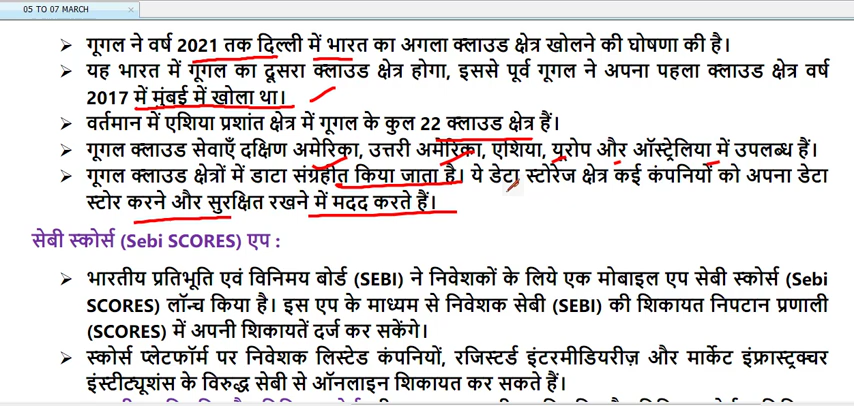 05 TO 07 MARCH
➢ गूगल ने वर्ष 2021 तक दिल्ली में भारत का अगला क्लाउड क्षेत्र खोलने की घोषणा की है।
➢ यह भारत में गूगल का दूसरा क्लाउड क्षेत्र होगा, इससे पूर्व गूगल ने अपना पहला क्लाउड क्षेत्र वर्ष
2017 में मुंबई में खोला था।
➢ वर्तमान में एशिया प्रशांत क्षेत्र में गूगल के कुल 22 क्लाउड क्षेत्र हैं।
➢ गूगल क्लाउड सेवाएँ दक्षिण अमेरिका, उत्तरी अमेरिका, एशिया, यूरोप और ऑस्ट्रेलिया में उपलब्ध हैं।
➢ गूगल क्लाउड क्षेत्रों में डाटा संग्रहीत किया जाता है। ये डेटा स्टोरेज क्षेत्र कई कंपनियों को अपना डेटा
स्टोर करने और सुरक्षित रखने में मदद करते हैं।
सेबी स्कोर्स (Sebi SCORES) एप :
➢ भारतीय प्रतिभूति एवं विनिमय बोर्ड (SEBI) ने निवेशकों के लिये एक मोबाइल एप सेबी स्कोर्स (Sebi
SCORES) लॉन्च किया है। इस एप के माध्यम से निवेशक सेबी (SEBI) की शिकायत निपटान प्रणाली
(SCORES) में अपनी शिकायतें दर्ज कर सकेंगे।
➢ स्कोर्स प्लेटफॉर्म पर निवेशक लिस्टेड कंपनियों, रजिस्टर्ड इंटरमीडियरीज़ और मार्केट इंफ्रास्ट्रक्चर
इंस्टीट्यूशंस के विरुद्ध सेबी से ऑनलाइन शिकायत कर सकते हैं।